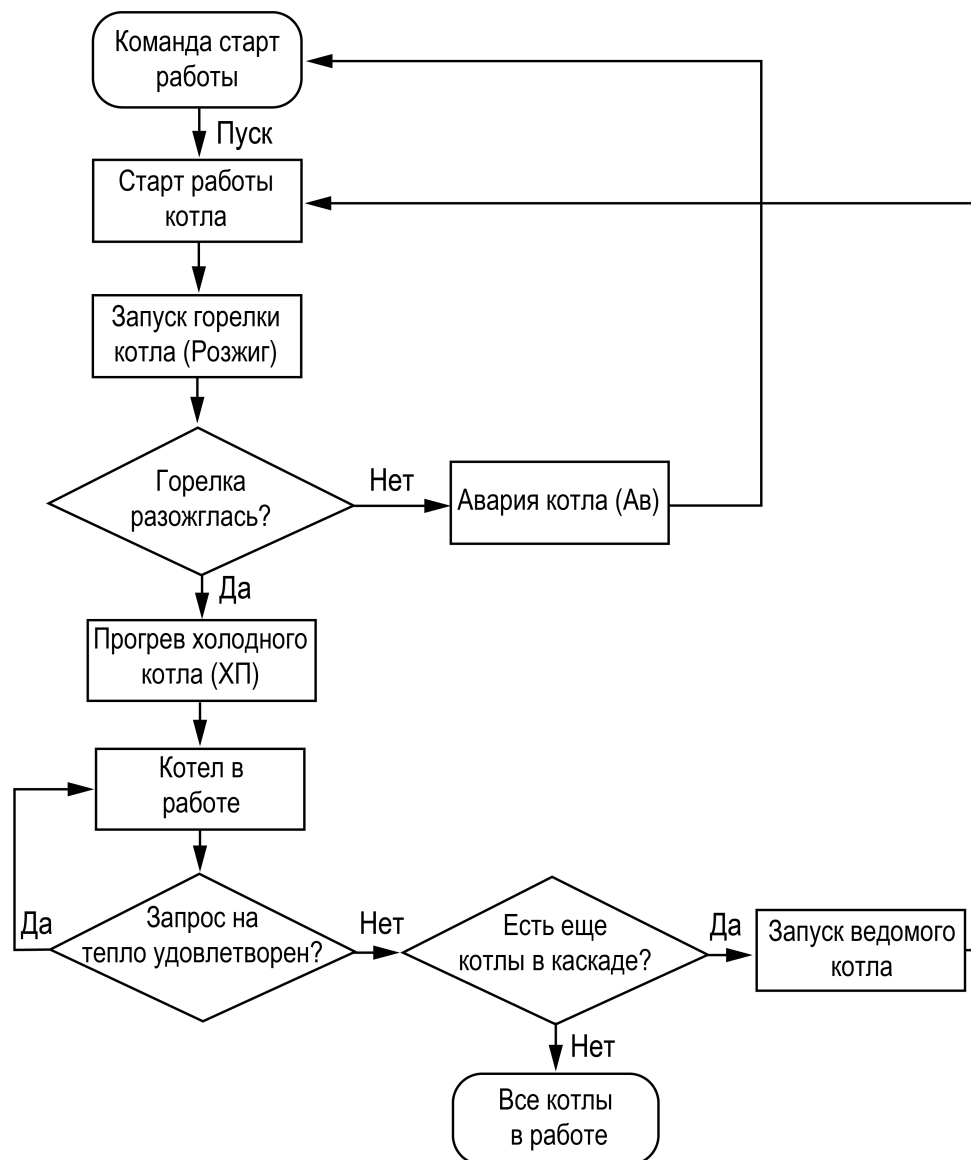 Команда старт
работы
Пуск
Старт работы
котла
Запуск горелки
котла (Розжиг)
Горелка
разожглась?
Нет
Авария котла (Ав)
Да
Прогрев холодного
котла (ХП)
Котел в
работе
Да
Запрос на
тепло удовлетворен?
Нет
Есть еще
котлы в каскаде?
Да
Запуск ведомого
котла
Нет
Все котлы
в работе